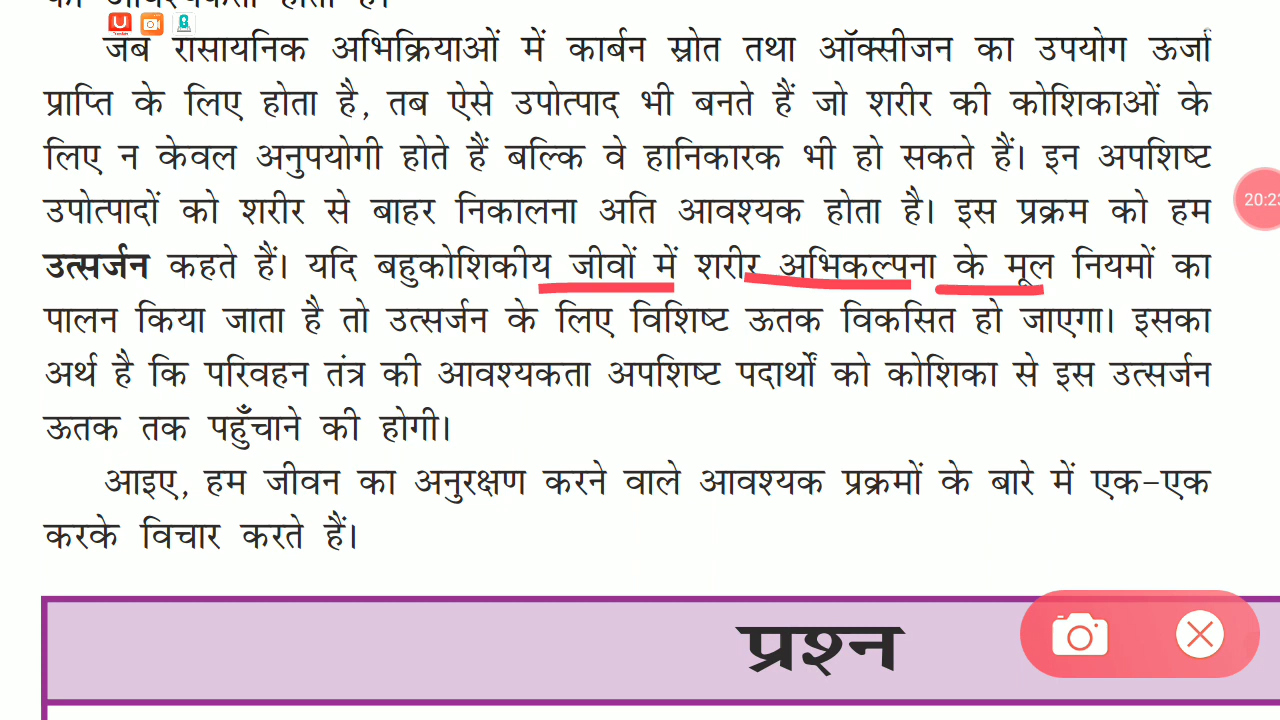 का आवश्यकता होती है।
जब रासायनिक अभिक्रियाओं में कार्बन स्रोत तथा ऑक्सीजन का उपयोग ऊर्जा
प्राप्ति के लिए होता है, तब ऐसे उपोत्पाद भी बनते हैं जो शरीर की कोशिकाओं के
लिए न केवल अनुपयोगी होते हैं बल्कि वे हानिकारक भी हो सकते हैं। इन अपशिष्ट
उपोत्पादों को शरीर से बाहर निकालना अति आवश्यक होता है। इस प्रक्रम को हम
उत्सर्जन कहते हैं। यदि बहुकोशिकीय जीवों में शरीर अभिकल्पना के मूल नियमों का
पालन किया जाता है तो उत्सर्जन के लिए विशिष्ट ऊतक विकसित हो जाएगा। इसका
अर्थ है कि परिवहन तंत्र की आवश्यकता अपशिष्ट पदार्थों को कोशिका से इस उत्सर्जन
ऊतक तक पहुँचाने की होगी।
आइए, हम जीवन का अनुरक्षण करने वाले आवश्यक प्रक्रमों के बारे में एक-एक
करके विचार करते हैं।
20:23
प्रश्न